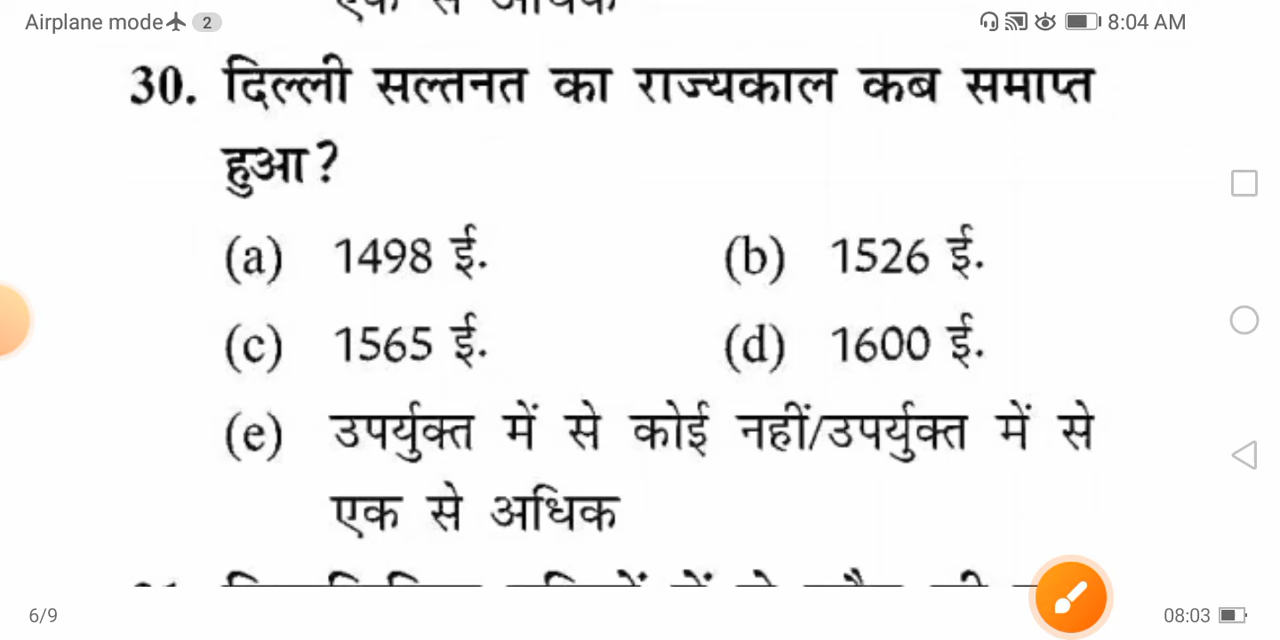 Airplane mode 2 8:04 AM
30. दिल्ली सल्तनत का राज्यकाल कब समाप्त
हुआ?
(a) 1498 ई. (b) 1526 ई.
(c) 1565 ई. (d) 1600 ई.
(e) उपर्युक्त में से कोई नहीं/उपर्युक्त में से
एक से अधिक
6/9 08:03